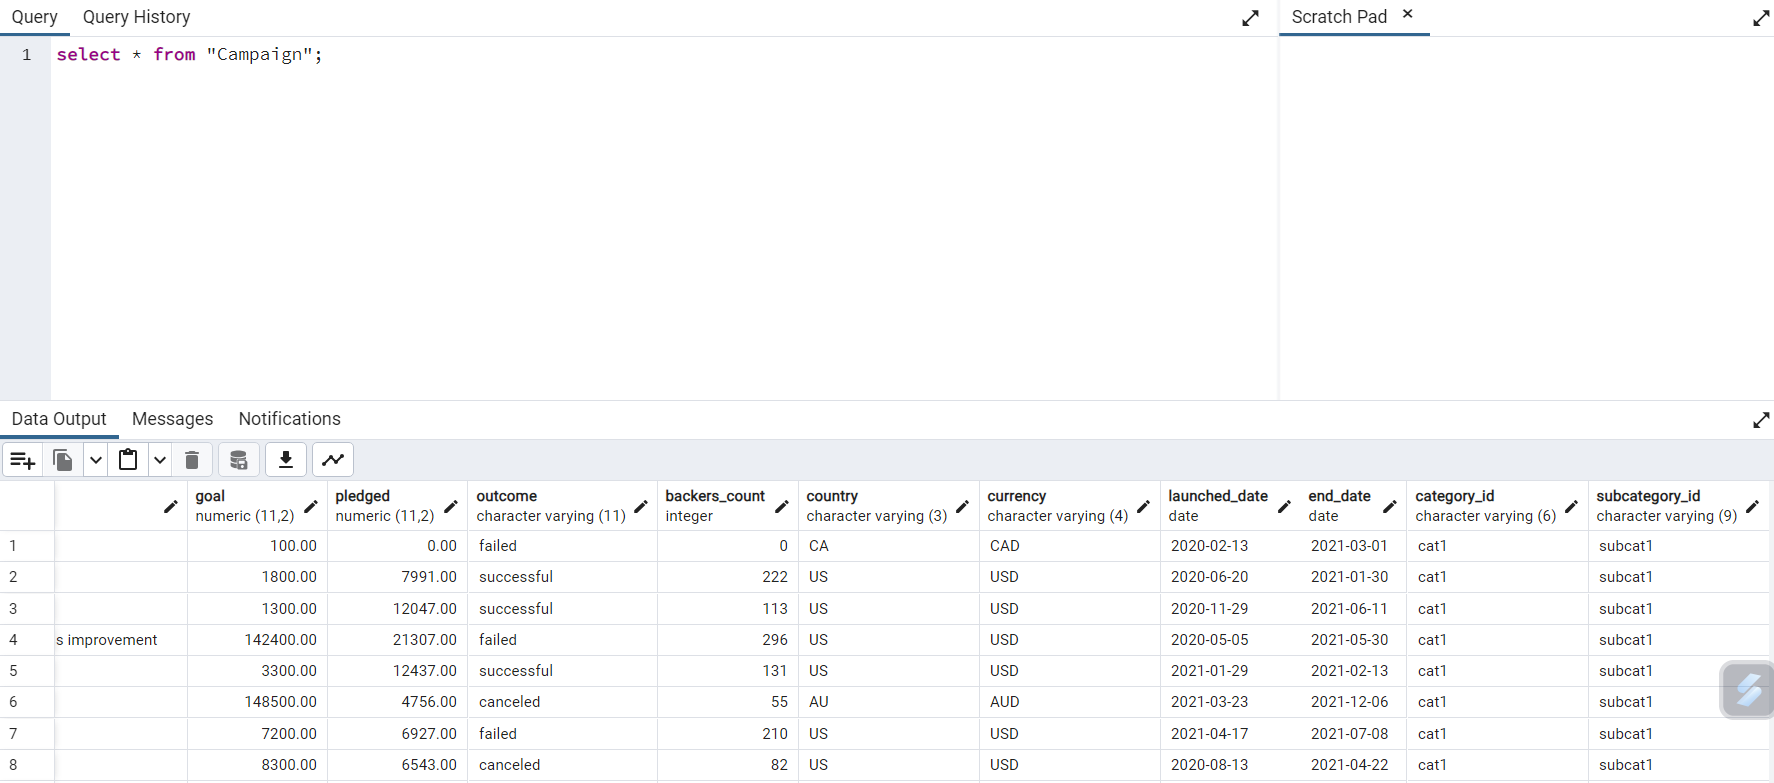 Query Query History Scratch Pad ×
1 select * from "Campaign";
Data Output Messages Notifications
goal pledged outcome backers_count country currency launched_date end_date category_id subcategory_id
numeric (11,2) numeric (11,2) character varying (11) integer character varying (3) character varying (4) date date character varying (6) character varying (9)
1 100.00 0.00 failed 0 CA CAD 2020-02-13 2021-03-01 cat1 subcat1
2 1800.00 7991.00 successful 222 US USD 2020-06-20 2021-01-30 cat1 subcat1
3 1300.00 12047.00 successful 113 US USD 2020-11-29 2021-06-11 cat1 subcat1
4 s improvement 142400.00 21307.00 failed 296 US USD 2020-05-05 2021-05-30 cat1 subcat1
5 3300.00 12437.00 successful 131 US USD 2021-01-29 2021-02-13 cat1 subcat1
6 148500.00 4756.00 canceled 55 AU AUD 2021-03-23 2021-12-06 cat1 subcat1
7 7200.00 6927.00 failed 210 US USD 2021-04-17 2021-07-08 cat1 subcat1
8 8300.00 6543.00 canceled 82 US USD 2020-08-13 2021-04-22 cat1 subcat1